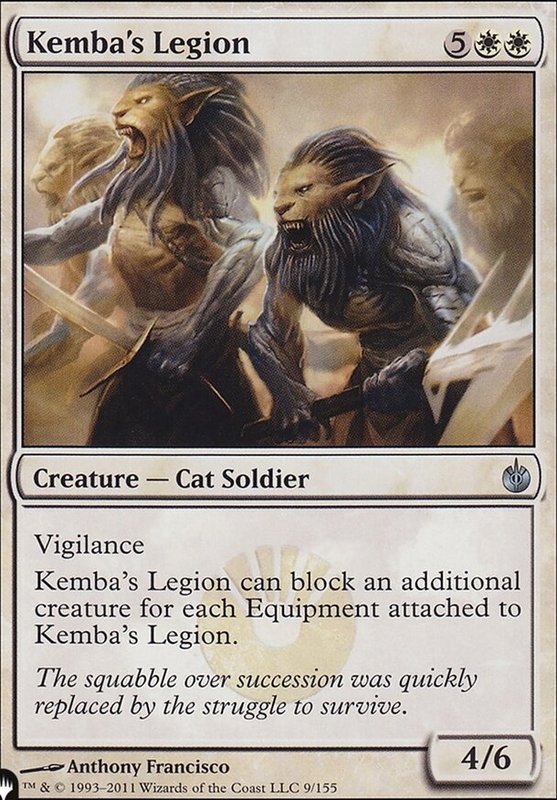 Kemba's Legion 5
Creature — Cat Soldier
Vigilance
Kemba's Legion can block an additional
creature for each Equipment attached to
Kemba's Legion.
The squabble over succession was quickly
replaced by the struggle to survive.
4/6
Anthony Francisco
™ & © 1993–2011 Wizards of the Coast LLC 9/155